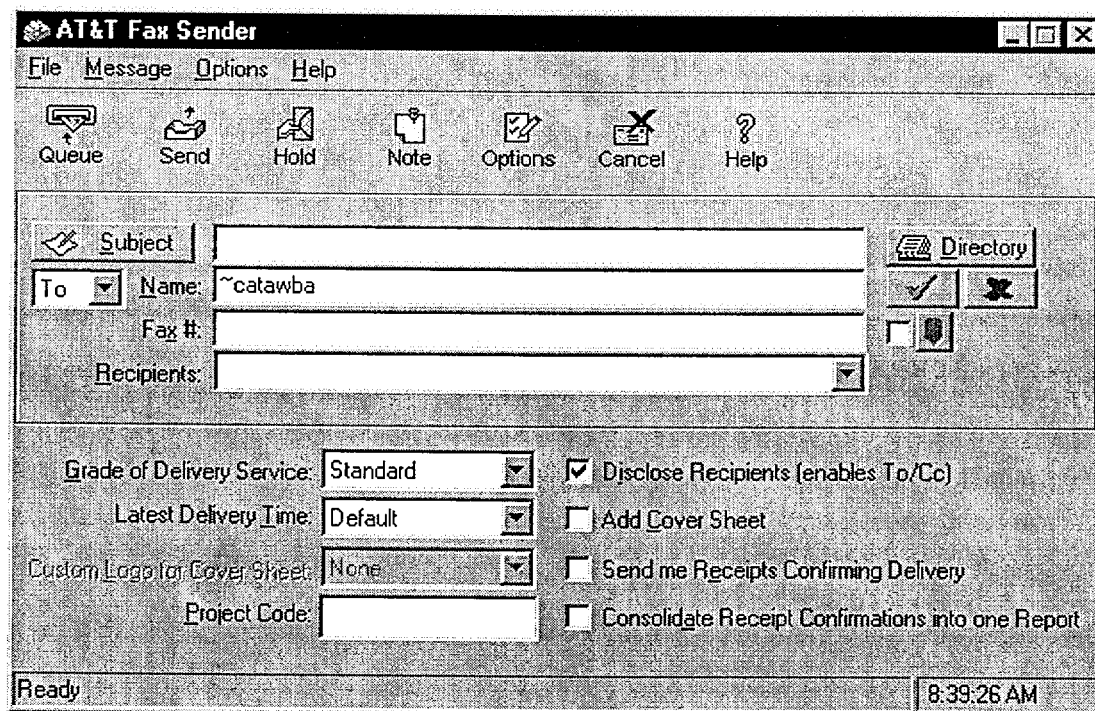 AT&T Fax Sender
File Message Options Help
Queue Send Hold Note Options Cancel Help
Subject
Directory
To Name: ~catawba
Fax #:
Recipients:
Grade of Delivery Service: Standard
Disclose Recipients (enables To/Cc)
Latest Delivery Time: Default
Add Cover Sheet
Custom Logo for Cover Sheet: None
Send me Receipts Confirming Delivery
Project Code:
Consolidate Receipt Confirmations into one Report
Ready
8:39:26 AM